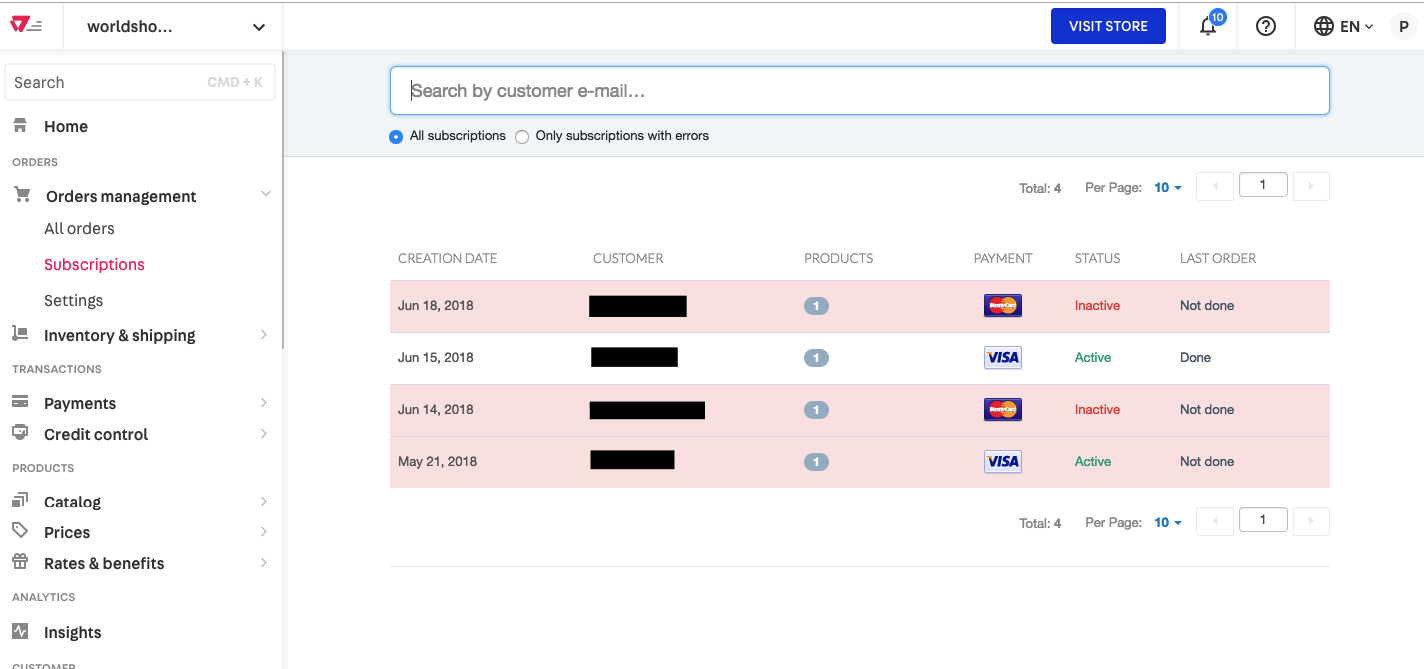 worldsho...
VISIT STORE
10
EN
P
Search CMD + K
Home
ORDERS
Orders management
All orders
Subscriptions
Settings
Inventory & shipping
TRANSACTIONS
Payments
Credit control
PRODUCTS
Catalog
Prices
Rates & benefits
ANALYTICS
Insights
CUSTOMER
Search by customer e-mail...
All subscriptions Only subscriptions with errors
Total: 4 Per Page: 10 1
CREATION DATE CUSTOMER PRODUCTS PAYMENT STATUS LAST ORDER
Jun 18, 2018 1 MasterCard Inactive Not done
Jun 15, 2018 1 VISA Active Done
Jun 14, 2018 1 MasterCard Inactive Not done
May 21, 2018 1 VISA Active Not done
Total: 4 Per Page: 10 1